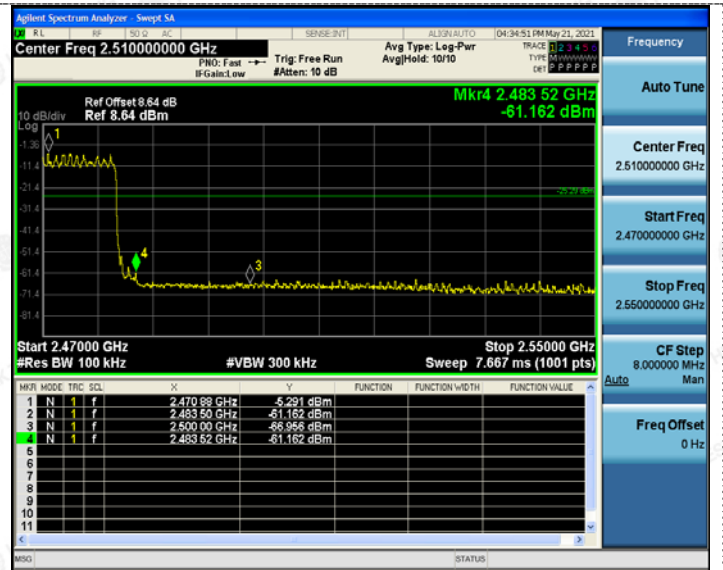 Agilent Spectrum Analyzer - Swept SA
RL RF 50 Ω AC SENSE:INT ALIGN AUTO 04:34:51 PM May 21, 2021
Center Freq 2.510000000 GHz
PNO: Fast
IFGain:Low
Trig: Free Run
#Atten: 10 dB
Avg Type: Log-Pwr
Avg|Hold: 10/10
TRACE 1 2 3 4 5 6
TYPE M
DET P P P P P P
Mkr4 2.483 52 GHz
-61.162 dBm
Ref Offset 8.64 dB
Ref 8.64 dBm
10 dB/div
Log
-1.36
-11.4
-21.4
-31.4
-41.4
-51.4
-61.4
-71.4
-81.4
1
4
3
-25.29 dBm
Start 2.47000 GHz
Stop 2.55000 GHz
#Res BW 100 kHz
#VBW 300 kHz
Sweep 7.667 ms (1001 pts)
MKR MODE TRC SCL X Y FUNCTION FUNCTION WIDTH FUNCTION VALUE
1 N 1 f 2.470 88 GHz -5.291 dBm
2 N 1 f 2.483 50 GHz -61.162 dBm
3 N 1 f 2.500 00 GHz -66.956 dBm
4 N 1 f 2.483 52 GHz -61.162 dBm
5
6
7
8
9
10
11
MSG STATUS
Frequency
Auto Tune
Center Freq
2.510000000 GHz
Start Freq
2.470000000 GHz
Stop Freq
2.550000000 GHz
CF Step
8.000000 MHz
Auto Man
Freq Offset
0 Hz